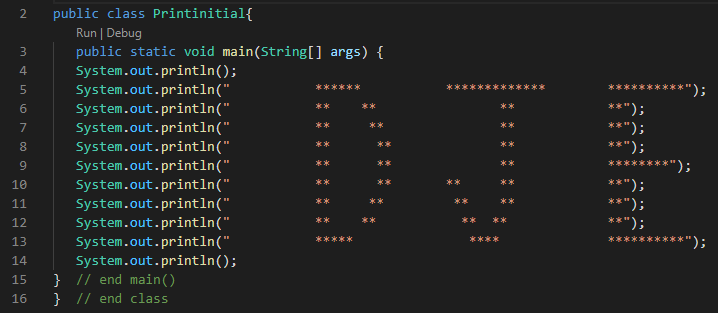 2 public class Printinitial{
Run | Debug
3    public static void main(String[] args) {
4    System.out.println();
5    System.out.println("           ******           *************        **********");
6    System.out.println("           **    **                **            **");
7    System.out.println("           **     **               **            **");
8    System.out.println("           **      **              **            **");
9    System.out.println("           **      **              **            ********");
10   System.out.println("           **      **       **     **            **");
11   System.out.println("           **     **         **    **            **");
12   System.out.println("           **    **           **  **             **");
13   System.out.println("           *****               ****              **********");
14   System.out.println();
15 }  // end main()
16 }  // end class